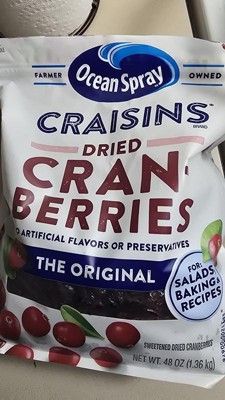 FARMER OWNED
Ocean Spray
CRAISINS™
BRAND
DRIED
CRAN-
BERRIES
ARTIFICIAL FLAVORS OR PRESERVATIVES
THE ORIGINAL
FOR:
SALADS
BAKING &
RECIPES
SWEETENED DRIED CRANBERRIES
NET WT. 48 OZ (1.36 kg)